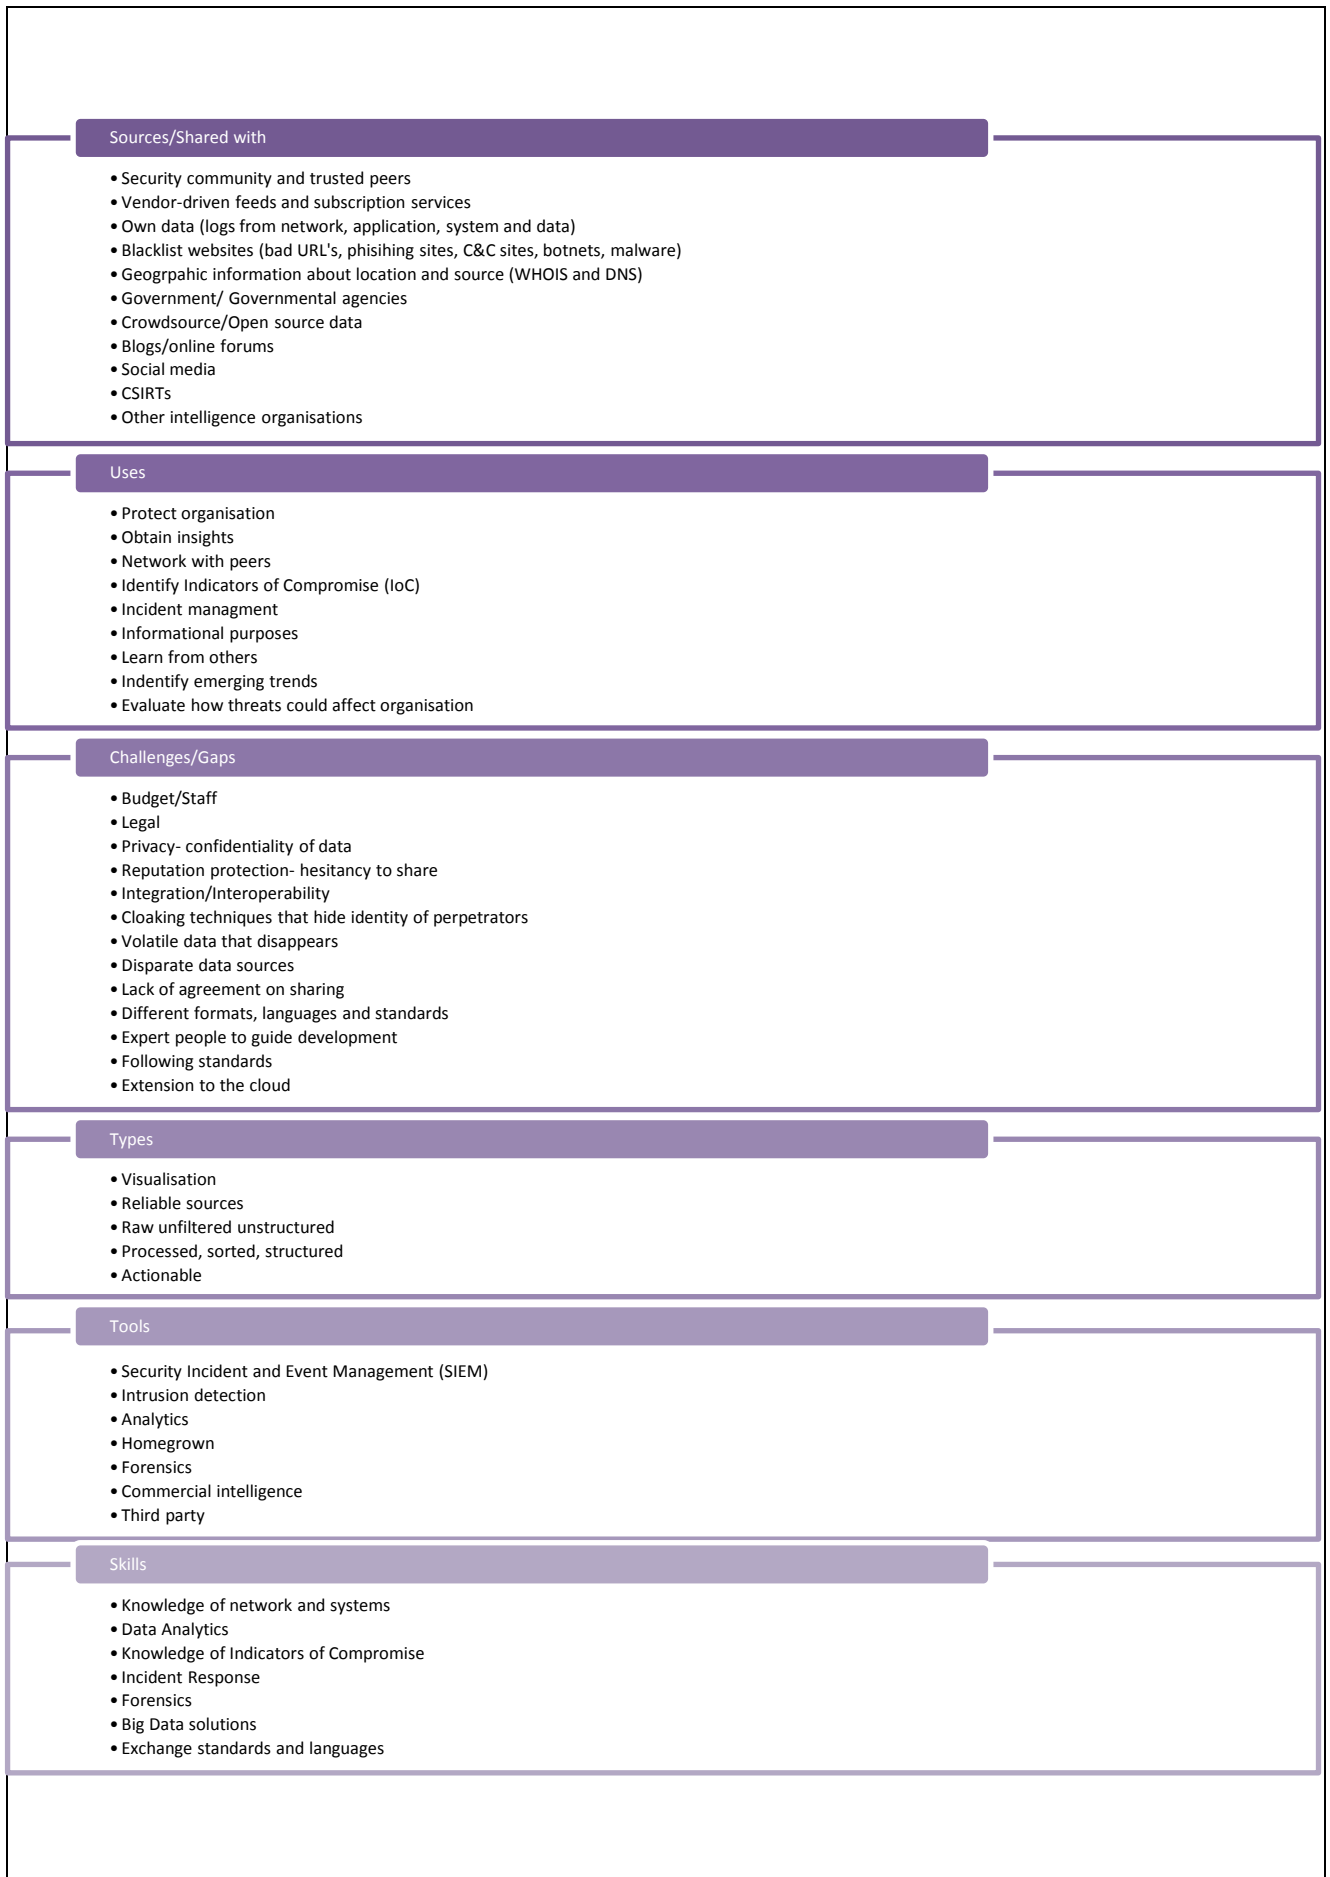 Sources/Shared with
• Security community and trusted peers
• Vendor-driven feeds and subscription services
• Own data (logs from network, application, system and data)
• Blacklist websites (bad URL's, phisihing sites, C&C sites, botnets, malware)
• Geogrpahic information about location and source (WHOIS and DNS)
• Government/ Governmental agencies
• Crowdsource/Open source data
• Blogs/online forums
• Social media
• CSIRTs
• Other intelligence organisations
Uses
• Protect organisation
• Obtain insights
• Network with peers
• Identify Indicators of Compromise (IoC)
• Incident managment
• Informational purposes
• Learn from others
• Indentify emerging trends
• Evaluate how threats could affect organisation
Challenges/Gaps
• Budget/Staff
• Legal
• Privacy- confidentiality of data
• Reputation protection- hesitancy to share
• Integration/Interoperability
• Cloaking techniques that hide identity of perpetrators
• Volatile data that disappears
• Disparate data sources
• Lack of agreement on sharing
• Different formats, languages and standards
• Expert people to guide development
• Following standards
• Extension to the cloud
Types
• Visualisation
• Reliable sources
• Raw unfiltered unstructured
• Processed, sorted, structured
• Actionable
Tools
• Security Incident and Event Management (SIEM)
• Intrusion detection
• Analytics
• Homegrown
• Forensics
• Commercial intelligence
• Third party
Skills
• Knowledge of network and systems
• Data Analytics
• Knowledge of Indicators of Compromise
• Incident Response
• Forensics
• Big Data solutions
• Exchange standards and languages